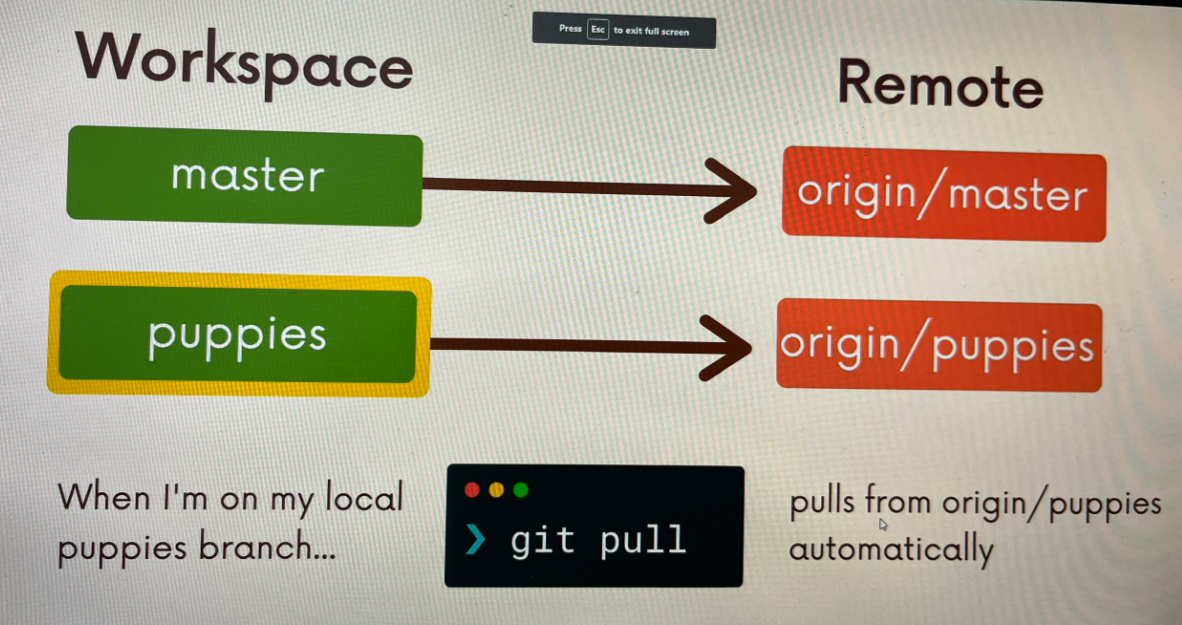 Press Esc to exit full screen
Workspace
Remote
master
origin/master
puppies
origin/puppies
When I'm on my local
puppies branch...
❯ git pull
pulls from origin/puppies
automatically